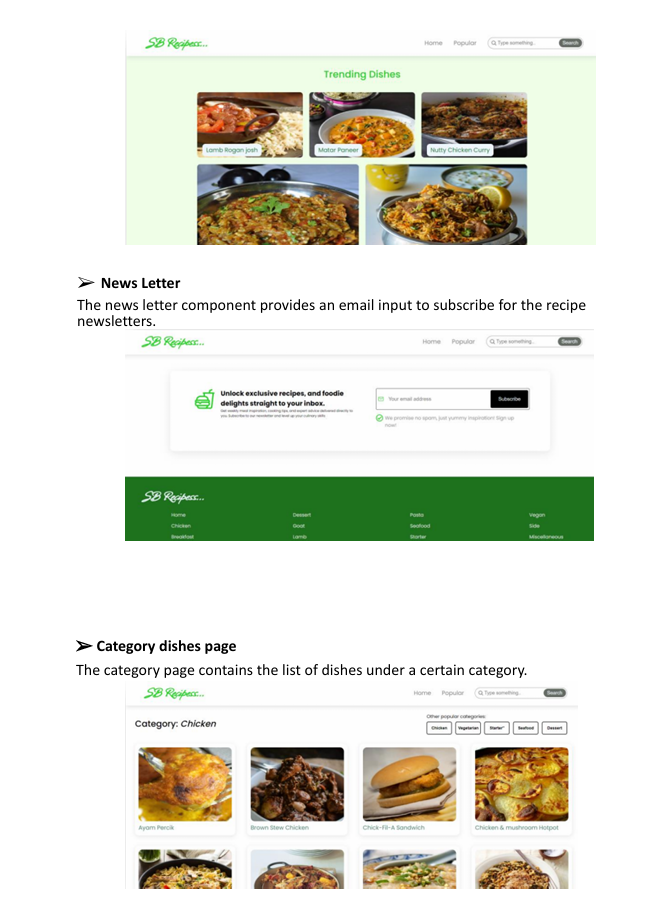 SB Recipess...
Home Popular Type something.. Search
Trending Dishes
Lamb Rogan josh Matar Paneer Nutty Chicken Curry
➢ News Letter
The news letter component provides an email input to subscribe for the recipe
newsletters.
SB Recipess...
Home Popular Type something... Search
Unlock exclusive recipes, and foodie
delights straight to your inbox.
Get weekly meal inspiration, cooking tips, and expert advice delivered directly to
you. Subscribe to our newsletter and level up your culinary skills!
Your email address Subscribe
We promise no spam, just yummy inspiration! Sign up
now!
SB Recipess...
Home Dessert Pasta Vegan
Chicken Goat Seafood Side
Breakfast Lamb Starter Miscellaneous
➢ Category dishes page
The category page contains the list of dishes under a certain category.
SB Recipess...
Home Popular Type something.. Search
Category: Chicken
Other popular categories:
Chicken Vegetarian Starter Seafood Dessert
Ayam Percik Brown Stew Chicken Chick-Fil-A Sandwich Chicken & mushroom Hotpot